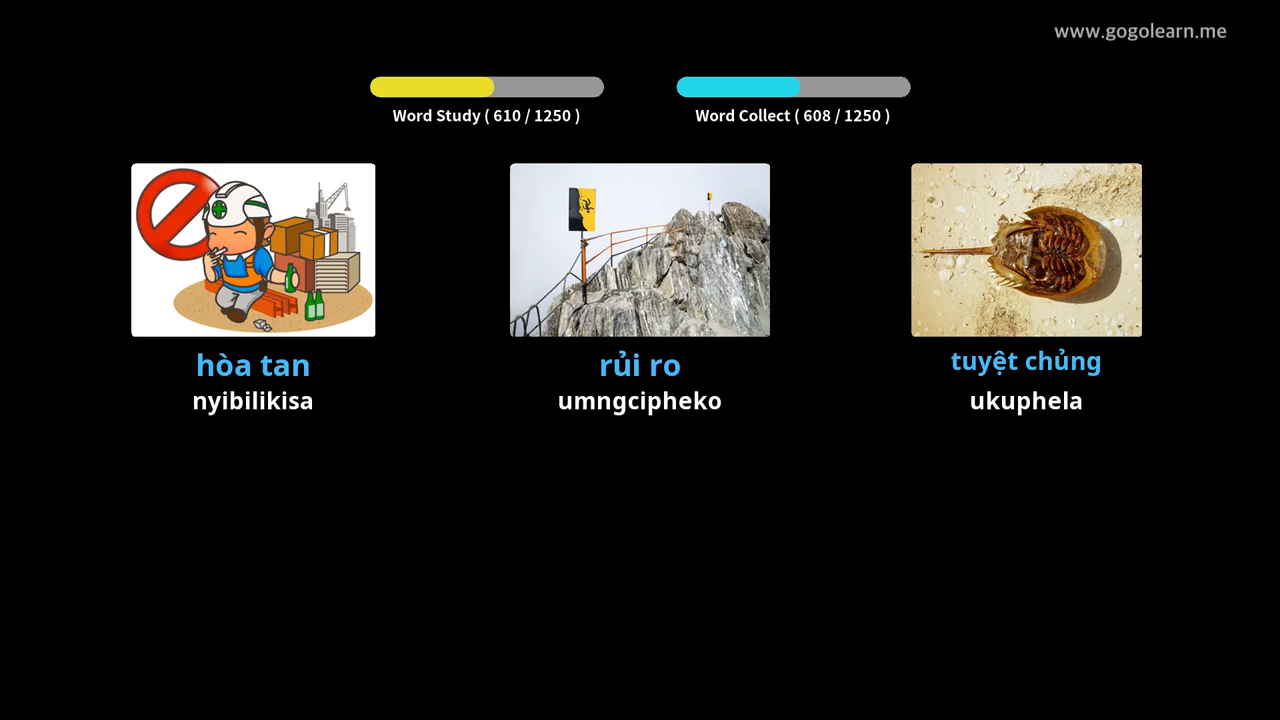 www.gogolearn.me
Word Study ( 610 / 1250 )
Word Collect ( 608 / 1250 )
hòa tan
nyibilikisa
rủi ro
umngcipheko
tuyệt chủng
ukuphela